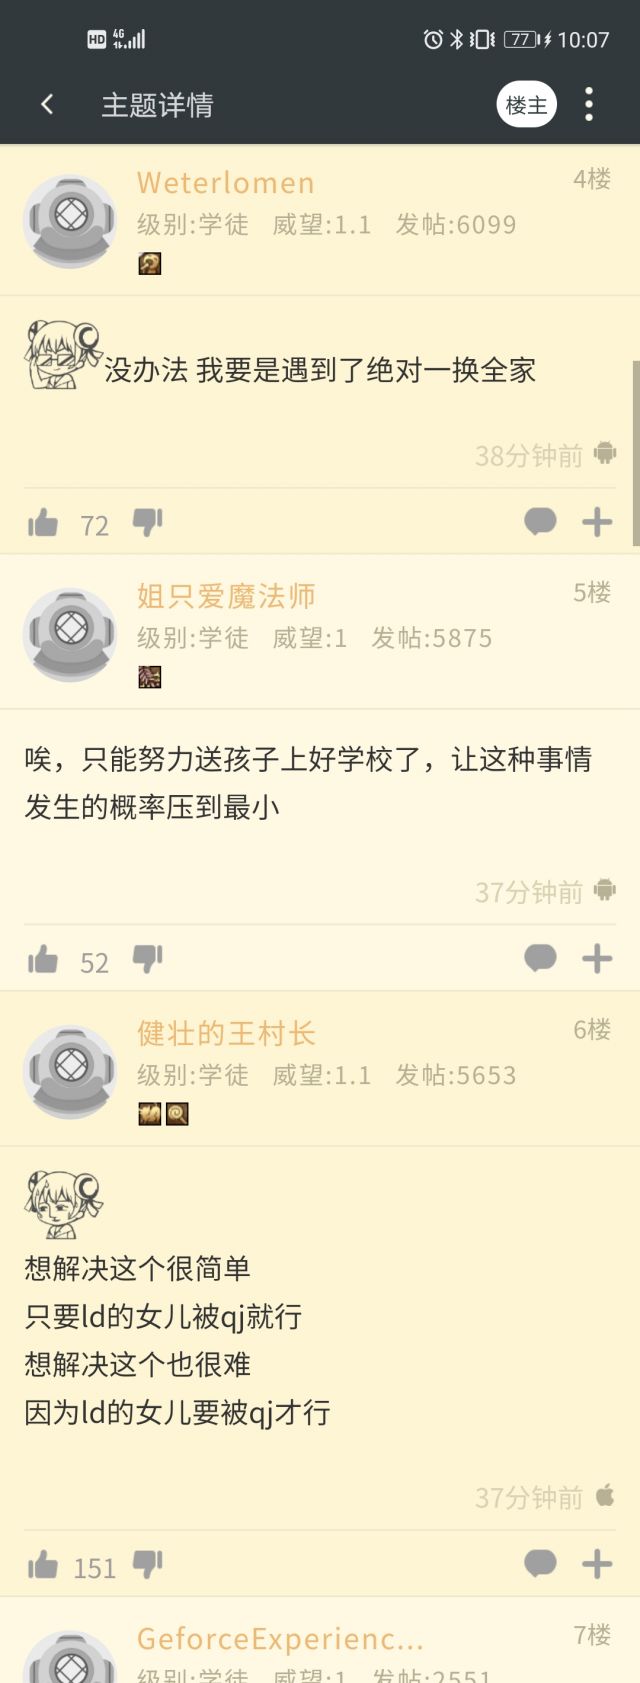 HD 4G 77 10:07
主题详情 楼主
Weterlomen 4楼
级别:学徒 威望:1.1 发帖:6099
没办法 我要是遇到了绝对一换全家
38分钟前
72
姐只爱魔法师 5楼
级别:学徒 威望:1 发帖:5875
唉，只能努力送孩子上好学校了，让这种事情
发生的概率压到最小
37分钟前
52
健壮的王村长 6楼
级别:学徒 威望:1.1 发帖:5653
想解决这个很简单
只要ld的女儿被qj就行
想解决这个也很难
因为ld的女儿要被qj才行
37分钟前
151
GeforceExperienc... 7楼
级别:学徒 威望:1 发帖:2551